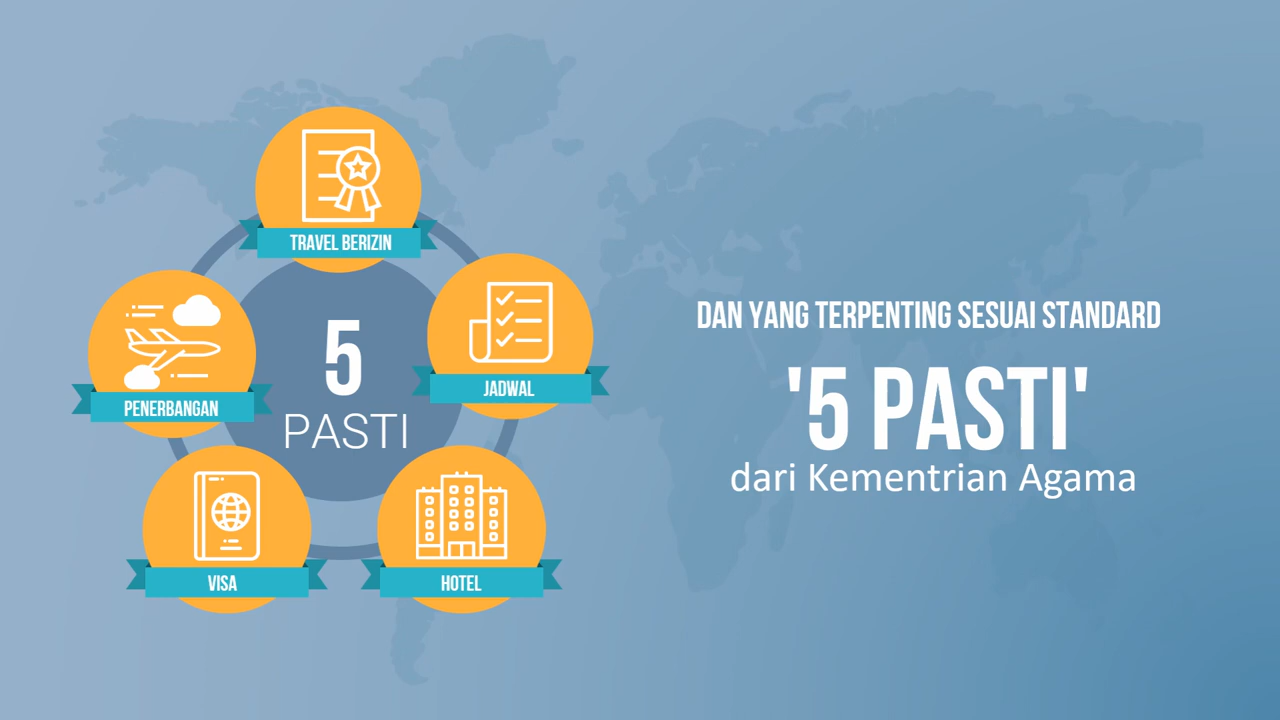 TRAVEL BERIZIN
PENERBANGAN
5
PASTI
JADWAL
VISA
HOTEL
DAN YANG TERPENTING SESUAI STANDARD
'5 PASTI'
dari Kementrian Agama